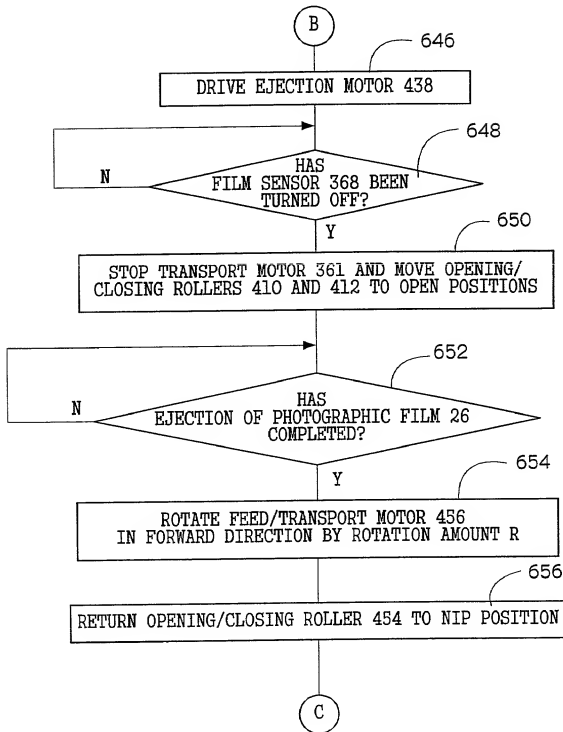 B
646
DRIVE EJECTION MOTOR 438
648
HAS
FILM SENSOR 368 BEEN
TURNED OFF?
N
Y
650
STOP TRANSPORT MOTOR 361 AND MOVE OPENING/
CLOSING ROLLERS 410 AND 412 TO OPEN POSITIONS
652
HAS
EJECTION OF PHOTOGRAPHIC FILM 26
COMPLETED?
N
Y
654
ROTATE FEED/TRANSPORT MOTOR 456
IN FORWARD DIRECTION BY ROTATION AMOUNT R
656
RETURN OPENING/CLOSING ROLLER 454 TO NIP POSITION
C